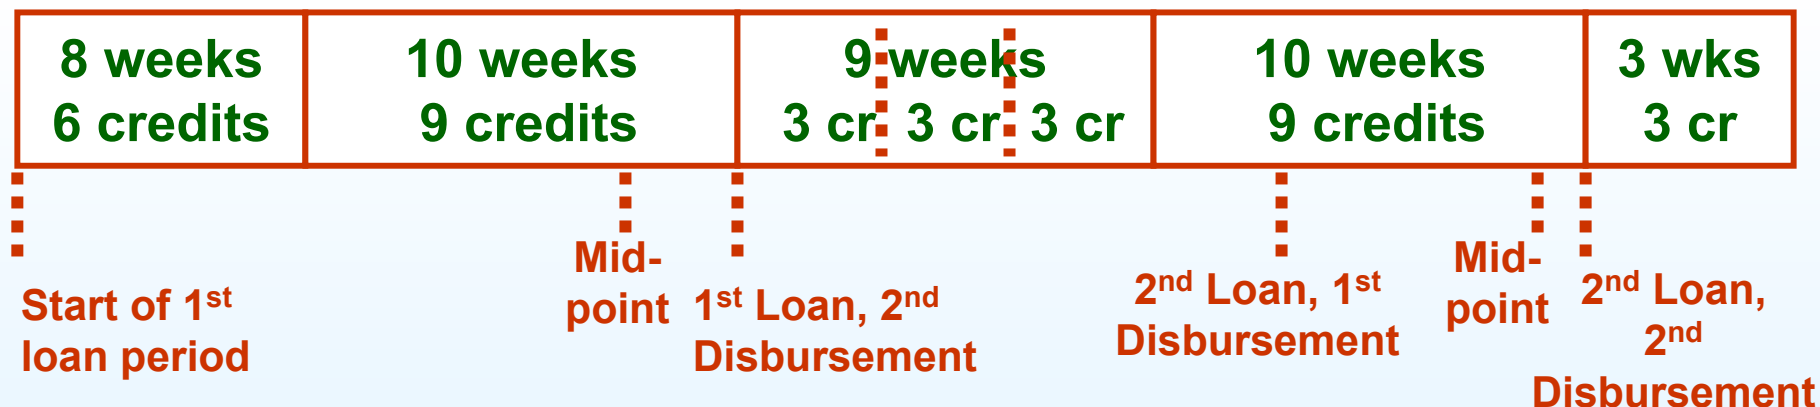 8 weeks
6 credits
10 weeks
9 credits
9 weeks
3 cr 3 cr 3 cr
10 weeks
9 credits
3 wks
3 cr
Start of 1st
loan period
Mid-
point
1st Loan, 2nd
Disbursement
2nd Loan, 1st
Disbursement
Mid-
point
2nd Loan,
2nd
Disbursement